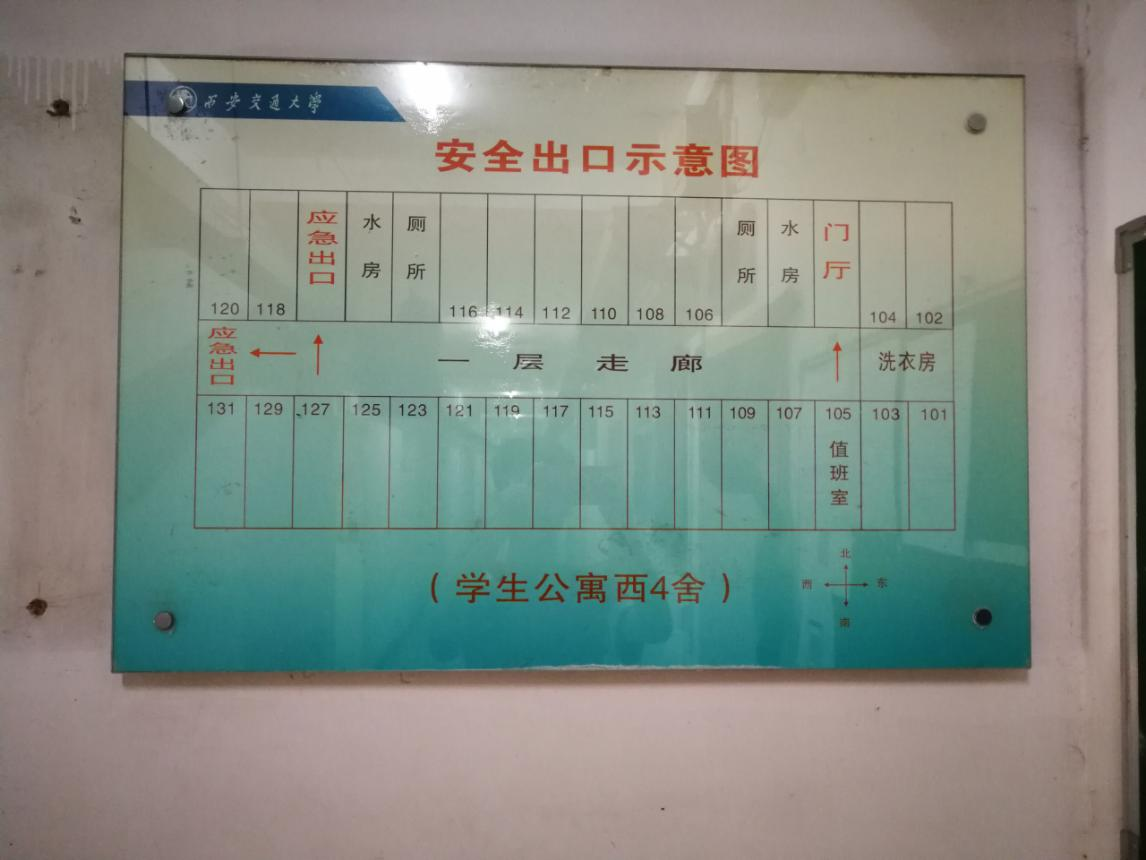 西安交通大学
安全出口示意图
120 118 应急出口 水房 厕所 116 114 112 110 108 106 厕所 水房 门厅 104 102
应急出口 一层走廊 洗衣房
131 129 127 125 123 121 119 117 115 113 111 109 107 105 103 101
值班室
(学生公寓西4舍)
北
西 东
南